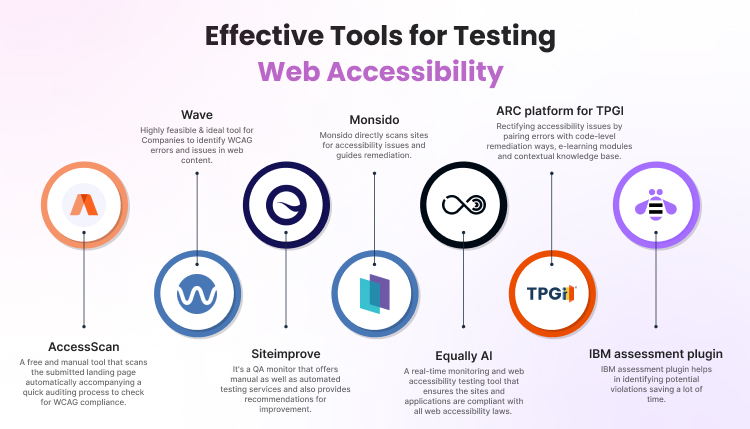 Effective Tools for Testing
Web Accessibility
Wave
Highly feasible & ideal tool for
Companies to identify WCAG
errors and issues in web
content.
Monsido
Monsido directly scans sites
for accessibility issues and
guides remediation.
ARC platform for TPGI
Rectifying accessibility issues by
pairing errors with code-level
remediation ways, e-learning modules
and contextual knowledge base.
TPGi
AccessScan
A free and manual tool that scans
the submitted landing page
automatically accompanying a
quick auditing process to check
for WCAG compliance.
Siteimprove
It's a QA monitor that offers
manual as well as automated
testing services and also provides
recommendations for
improvement.
Equally AI
A real-time monitoring and web
accessibility testing tool that
ensures the sites and
applications are compliant with
all web accessibility laws.
IBM assessment plugin
IBM assessment plugin helps
in identifying potential
violations saving a lot of
time.